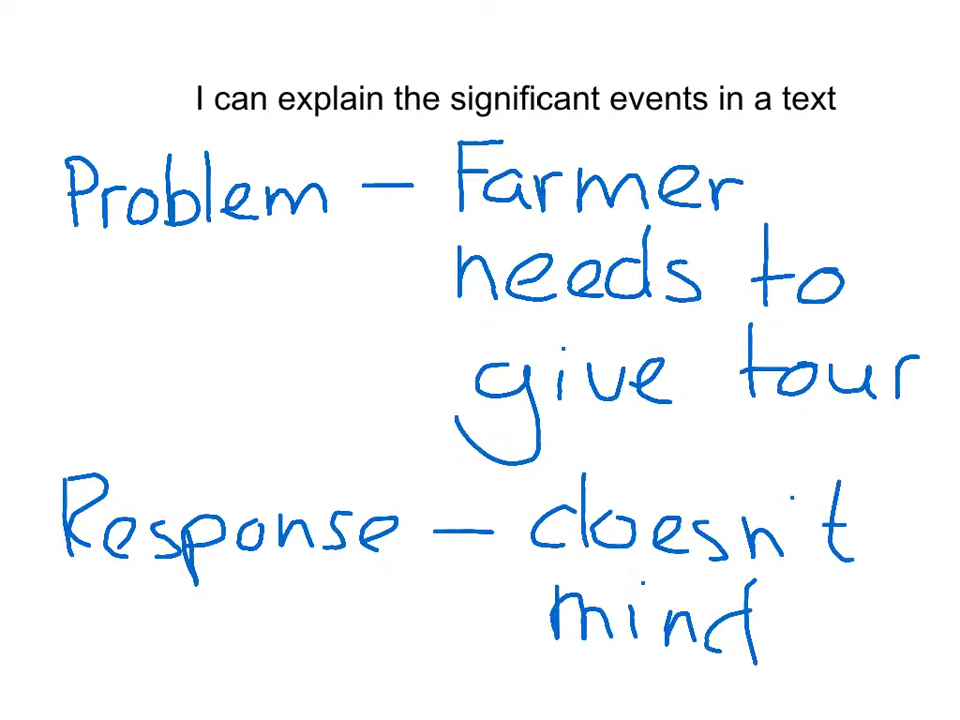 I can explain the significant events in a text
Problem - Farmer
needs to
give tour
Response - doesn't
mind